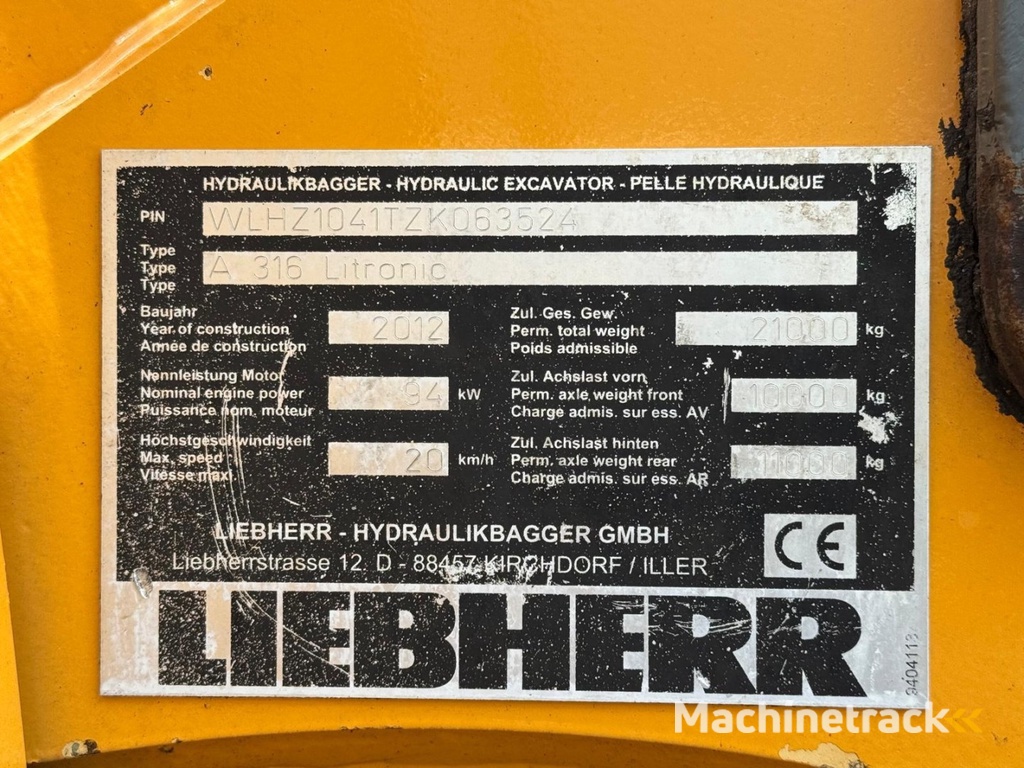 HYDRAULIKBAGGER - HYDRAULIC EXCAVATOR - PELLE HYDRAULIQUE
PIN WLHZ1041TZK063524
Type
Type A 316 Litronic
Type
Baujahr
Year of construction 2012
Année de construction
Zul. Ges. Gew.
Perm. total weight 21000 kg
Poids admissible
Nennleistung Motor
Nominal engine power 94 kW
Puissance nom. moteur
Zul. Achslast vorn
Perm. axle weight front 10000 kg
Charge admis. sur ess. AV
Höchstgeschwindigkeit
Max. speed 20 km/h
Vitesse maxi
Zul. Achslast hinten
Perm. axle weight rear 11000 kg
Charge admis. sur ess. AR
LIEBHERR - HYDRAULIKBAGGER GMBH
Liebherrstrasse 12, D - 88457 KIRCHDORF / ILLER
CE
LIEBHERR
9404113
Machinetrack